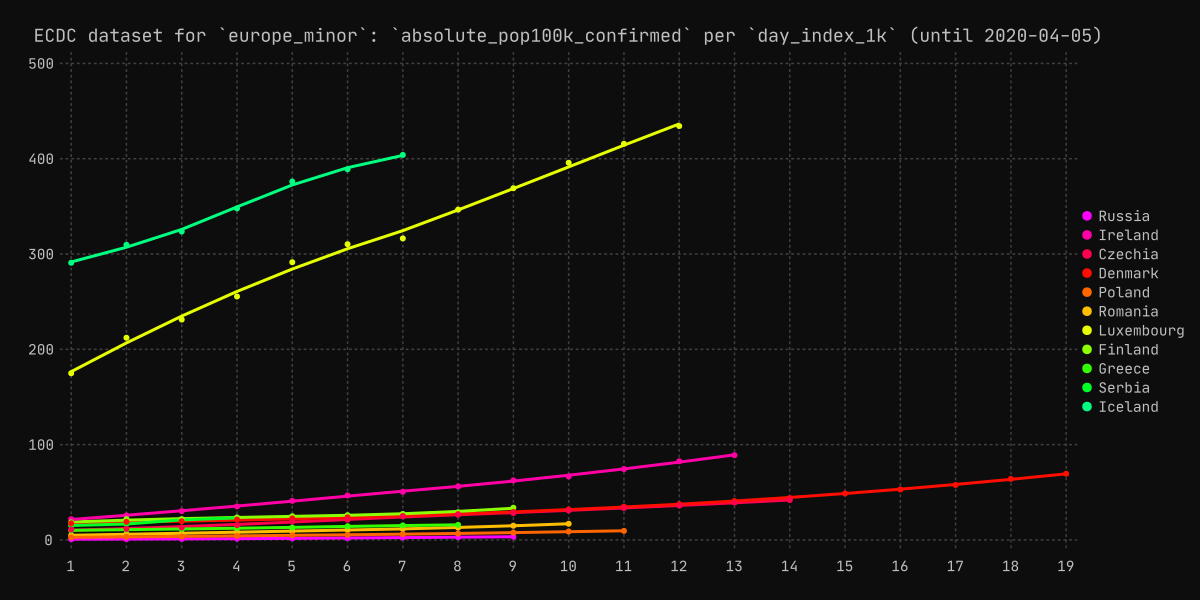 ECDC dataset for `europe_minor`: `absolute_pop100k_confirmed` per `day_index_1k` (until 2020-04-05)
500
400
300
200
100
0
1 2 3 4 5 6 7 8 9 10 11 12 13 14 15 16 17 18 19
Russia
Ireland
Czechia
Denmark
Poland
Romania
Luxembourg
Finland
Greece
Serbia
Iceland